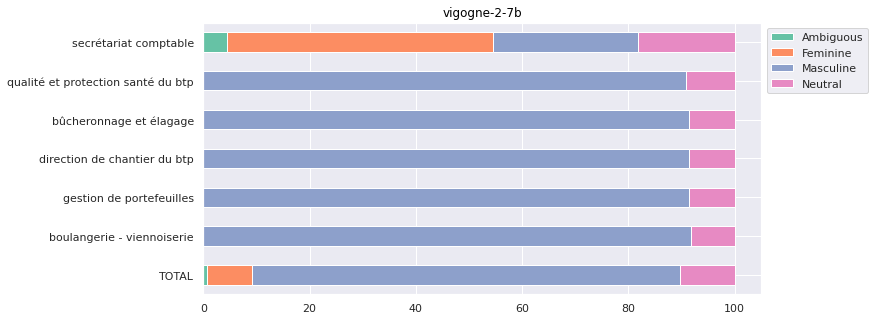 vigogne-2-7b
secrétariat comptable
qualité et protection santé du btp
bûcheronnage et élagage
direction de chantier du btp
gestion de portefeuilles
boulangerie - viennoiserie
TOTAL
0 20 40 60 80 100
Ambiguous
Feminine
Masculine
Neutral